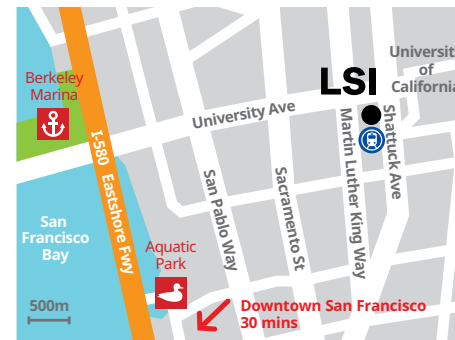 University
of
California
LSI
Berkeley
Marina
University Ave
I-580 Eastshore Fwy
San Pablo Way
Sacramento St
Martin Luther King Way
Shattuck Ave
San
Francisco
Bay
Aquatic
Park
500m
Downtown San Francisco
30 mins